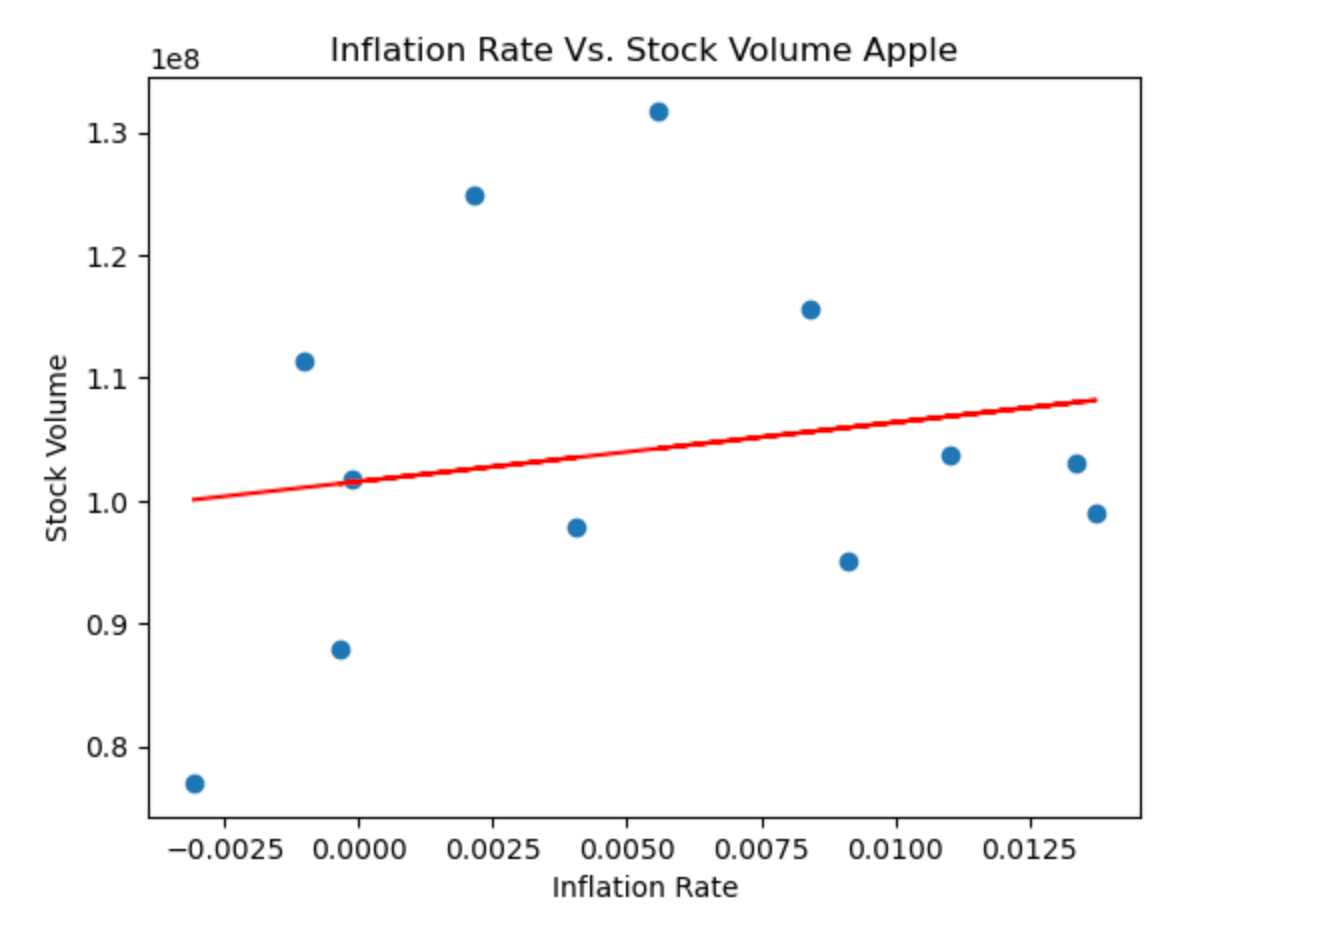 Inflation Rate Vs. Stock Volume Apple
1e8
1.3
1.2
1.1
1.0
0.9
0.8
Stock Volume
−0.0025 0.0000 0.0025 0.0050 0.0075 0.0100 0.0125
Inflation Rate